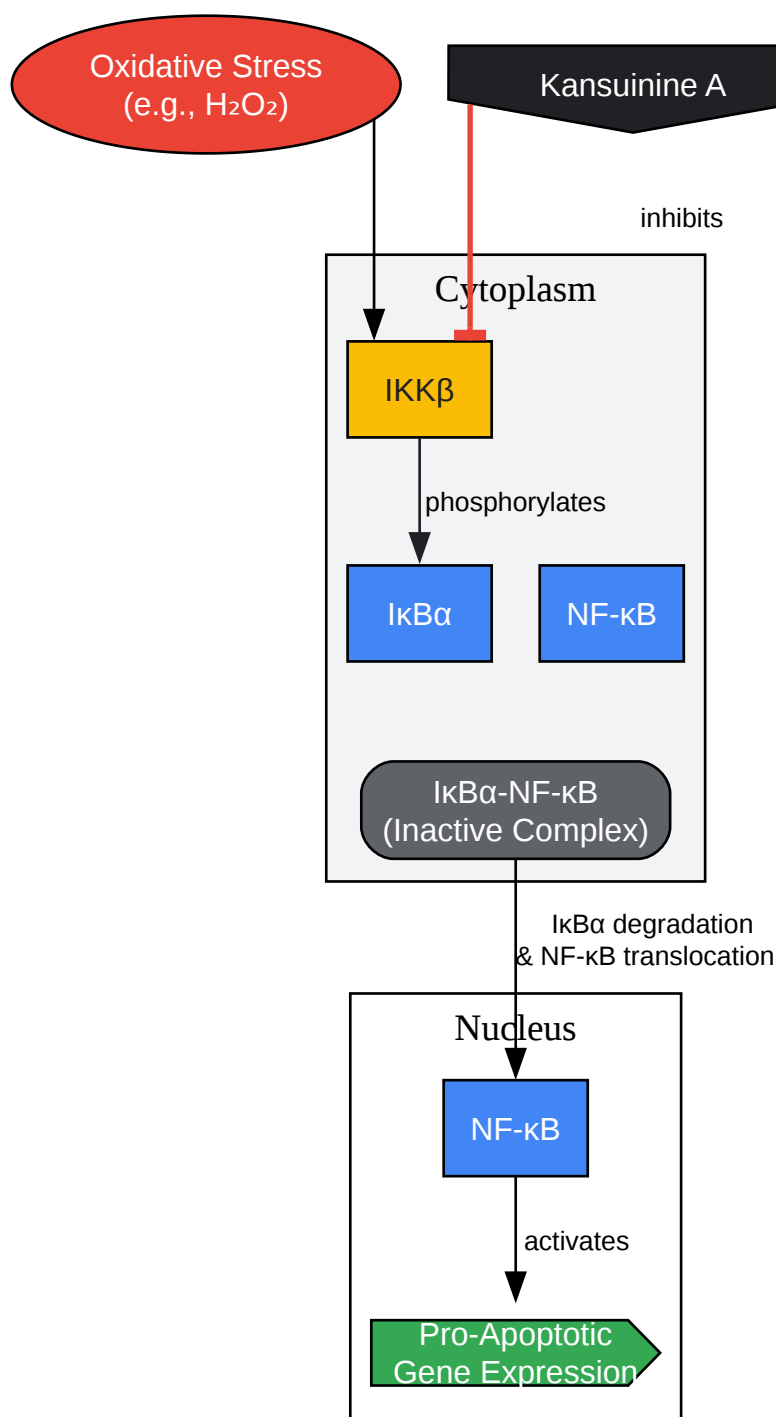 Oxidative Stress
(e.g., H₂O₂)
Kansuinine A
inhibits
Cytoplasm
IKKβ
phosphorylates
IκBα
NF-κB
IκBα-NF-κB
(Inactive Complex)
IκBα degradation
& NF-κB translocation
Nucleus
NF-κB
activates
Pro-Apoptotic
Gene Expression